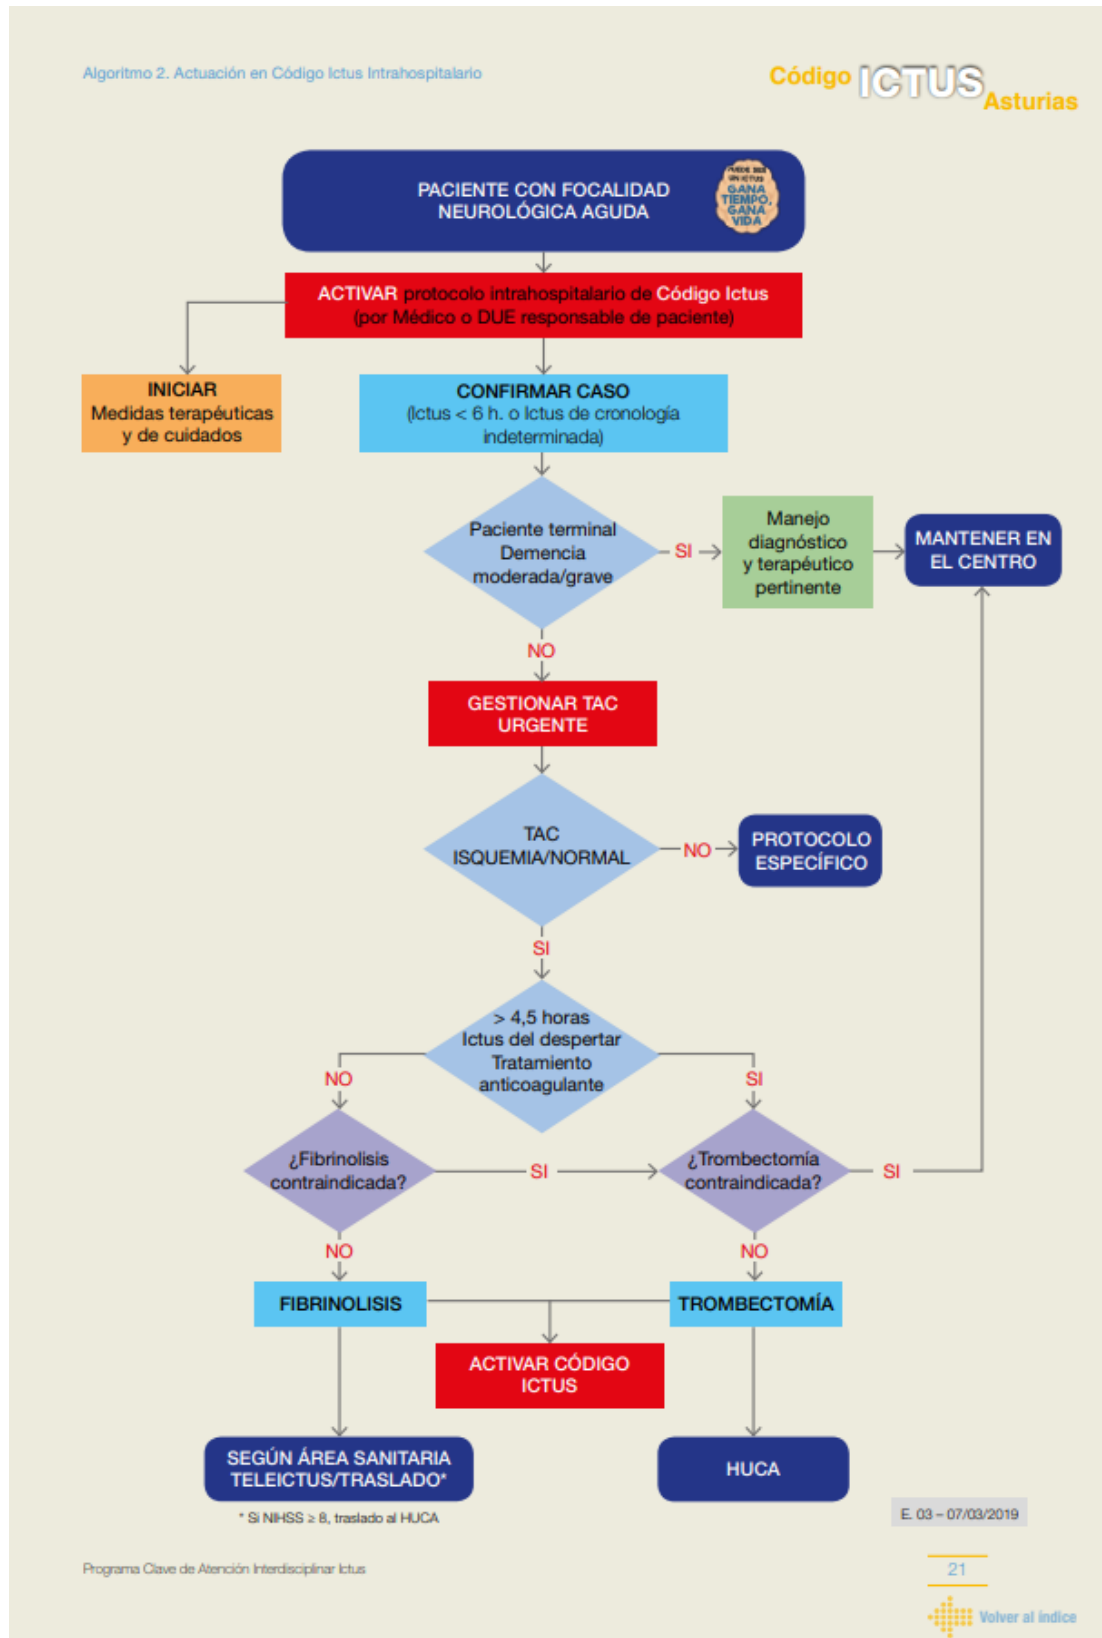 Algoritmo 2. Actuación en Código Ictus Intrahospitalario
Código ICTUS Asturias
PACIENTE CON FOCALIDAD
NEUROLÓGICA AGUDA
PUEDE SER
UN ICTUS
GANA
TIEMPO,
GANA
VIDA
ACTIVAR protocolo intrahospitalario de Código Ictus
(por Médico o DUE responsable de paciente)
INICIAR
Medidas terapéuticas
y de cuidados
CONFIRMAR CASO
(Ictus < 6 h. o Ictus de cronología
indeterminada)
Paciente terminal
Demencia
moderada/grave
SI
Manejo
diagnóstico
y terapéutico
pertinente
MANTENER EN
EL CENTRO
NO
GESTIONAR TAC
URGENTE
TAC
ISQUEMIA/NORMAL
NO
PROTOCOLO
ESPECÍFICO
SI
> 4,5 horas
Ictus del despertar
Tratamiento
anticoagulante
NO
SI
¿Fibrinolisis
contraindicada?
SI
¿Trombectomía
contraindicada?
SI
NO
NO
FIBRINOLISIS
TROMBECTOMÍA
ACTIVAR CÓDIGO
ICTUS
SEGÚN ÁREA SANITARIA
TELEICTUS/TRASLADO*
HUCA
* Si NIHSS ≥ 8, traslado al HUCA
E. 03 – 07/03/2019
Programa Clave de Atención Interdisciplinar Ictus
21
Volver al índice